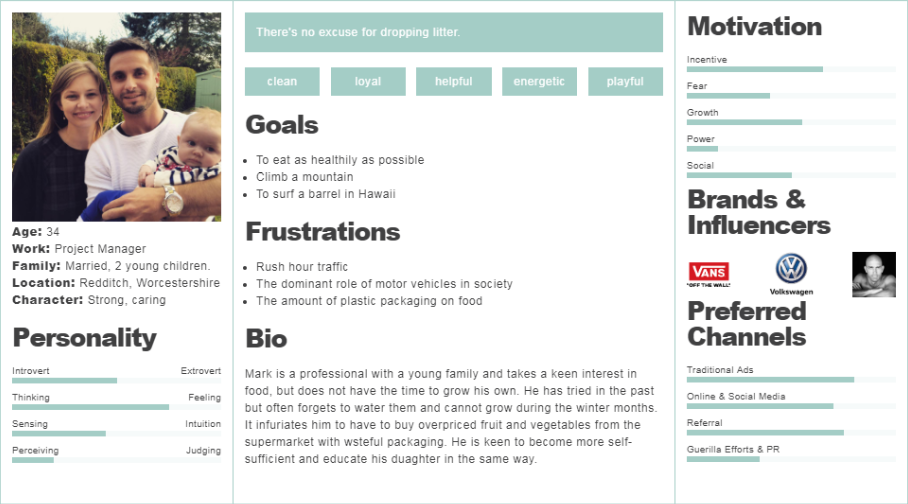 Age: 34
Work: Project Manager
Family: Married, 2 young children.
Location: Redditch, Worcestershire
Character: Strong, caring
Personality
Introvert Extrovert
Thinking Feeling
Sensing Intuition
Perceiving Judging
There's no excuse for dropping litter.
clean loyal helpful energetic playful
Goals
To eat as healthily as possible
Climb a mountain
To surf a barrel in Hawaii
Frustrations
Rush hour traffic
The dominant role of motor vehicles in society
The amount of plastic packaging on food
Bio
Mark is a professional with a young family and takes a keen interest in
food, but does not have the time to grow his own. He has tried in the past
but often forgets to water them and cannot grow during the winter months.
It infuriates him to have to buy overpriced fruit and vegetables from the
supermarket with wsteful packaging. He is keen to become more self-
sufficient and educate his duaghter in the same way.
Motivation
Incentive
Fear
Growth
Power
Social
Brands &
Influencers
VANS
"OFF THE WALL"
Volkswagen
Preferred
Channels
Traditional Ads
Online & Social Media
Referral
Guerilla Efforts & PR